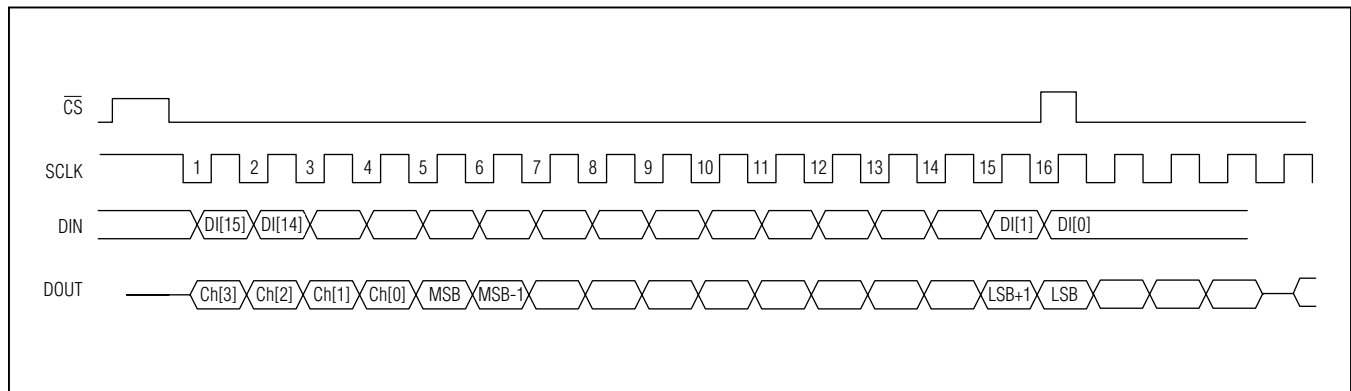 CS
SCLK 1 2 3 4 5 6 7 8 9 10 11 12 13 14 15 16
DIN DI[15] DI[14] DI[1] DI[0]
DOUT Ch[3] Ch[2] Ch[1] Ch[0] MSB MSB-1 LSB+1 LSB